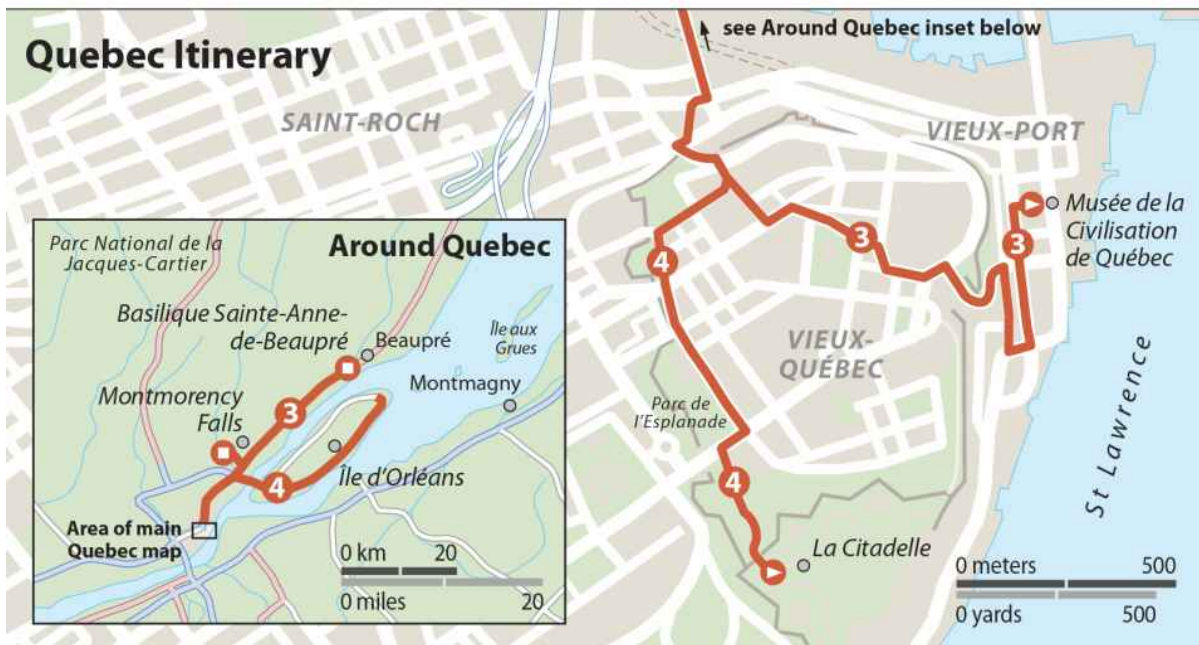 Quebec Itinerary
see Around Quebec inset below
SAINT-ROCH
VIEUX-PORT
Musée de la
Civilisation
de Québec
3
3
4
VIEUX-
QUÉBEC
Parc de
l'Esplanade
4
La Citadelle
St Lawrence
0 meters 500
0 yards 500
Around Quebec
Parc National de la
Jacques-Cartier
Basilique Sainte-Anne-
de-Beaupré
Beaupré
Île aux
Grues
Montmagny
Montmorency
Falls
3
4
Île d'Orléans
Area of main
Quebec map
0 km 20
0 miles 20